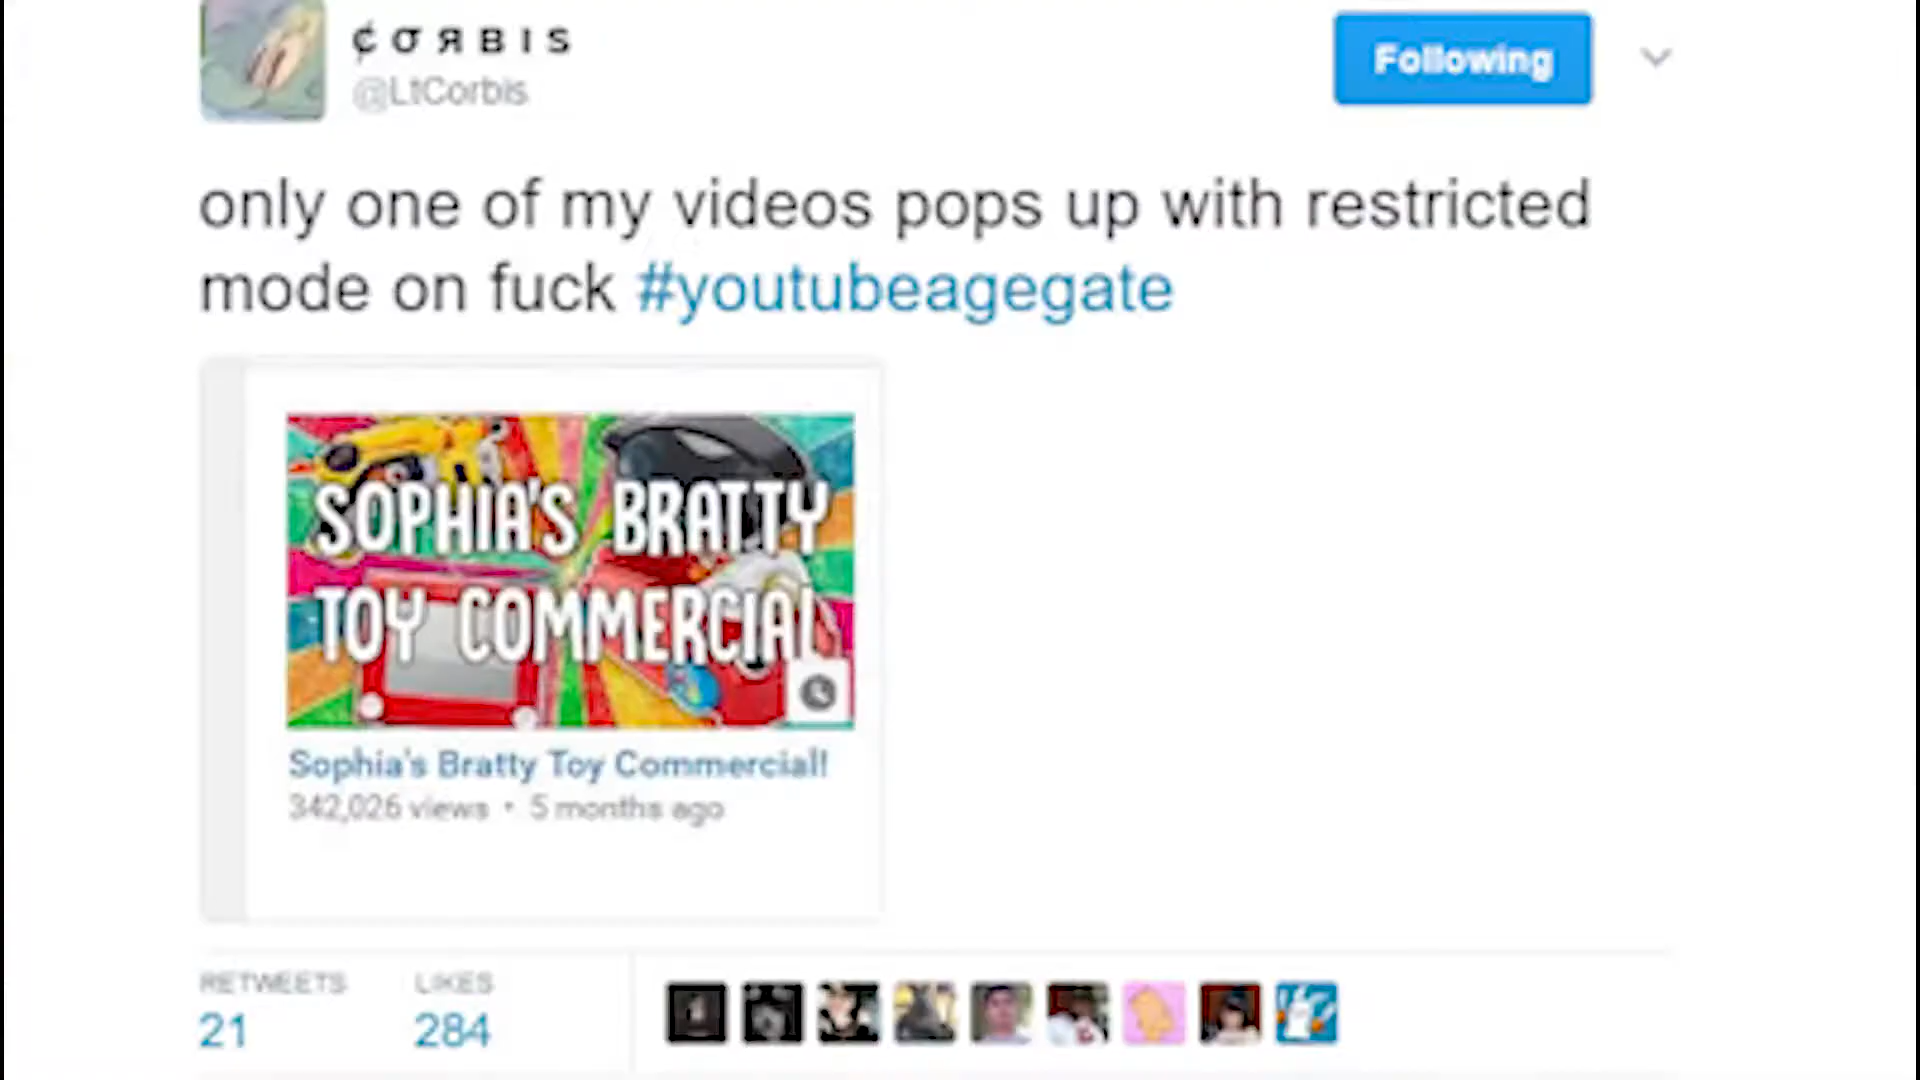 ¢σЯBIS
@LtCorbis
Following
only one of my videos pops up with restricted
mode on fuck #youtubeagegate
SOPHIA'S BRATTY
TOY COMMERCIAL
Sophia's Bratty Toy Commercial!
342,026 views • 5 months ago
RETWEETS LIKES
21 284